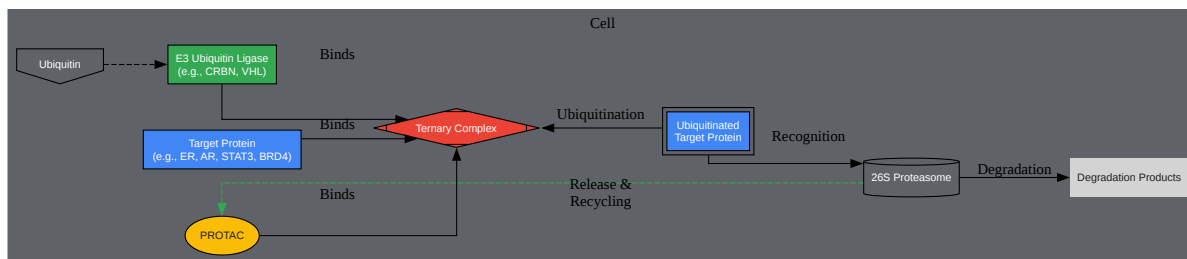 Cell
Ubiquitin
E3 Ubiquitin Ligase
(e.g., CRBN, VHL)
Binds
Target Protein
(e.g., ER, AR, STAT3, BRD4)
Binds
Ternary Complex
Ubiquitination
Ubiquitinated
Target Protein
Recognition
26S Proteasome
Degradation
Degradation Products
Release &
Recycling
Binds
PROTAC